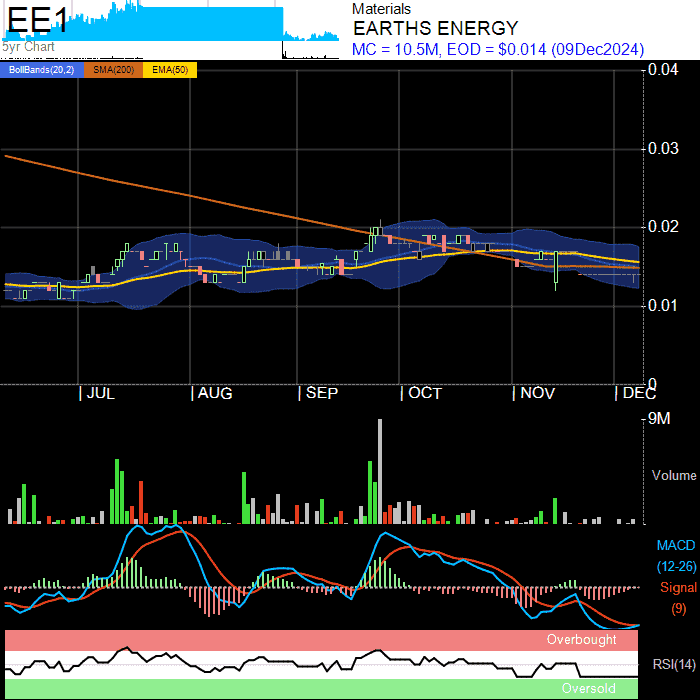 EE1
5yr Chart
Materials
EARTHS ENERGY
MC = 10.5M, EOD = $0.014 (09Dec2024)
BollBands(20,2) SMA(200) EMA(50)
0.04
0.03
0.02
0.01
0
| JUL | AUG | SEP | OCT | NOV | DEC
9M
Volume
MACD
(12-26)
Signal
(9)
Overbought
RSI(14)
Oversold